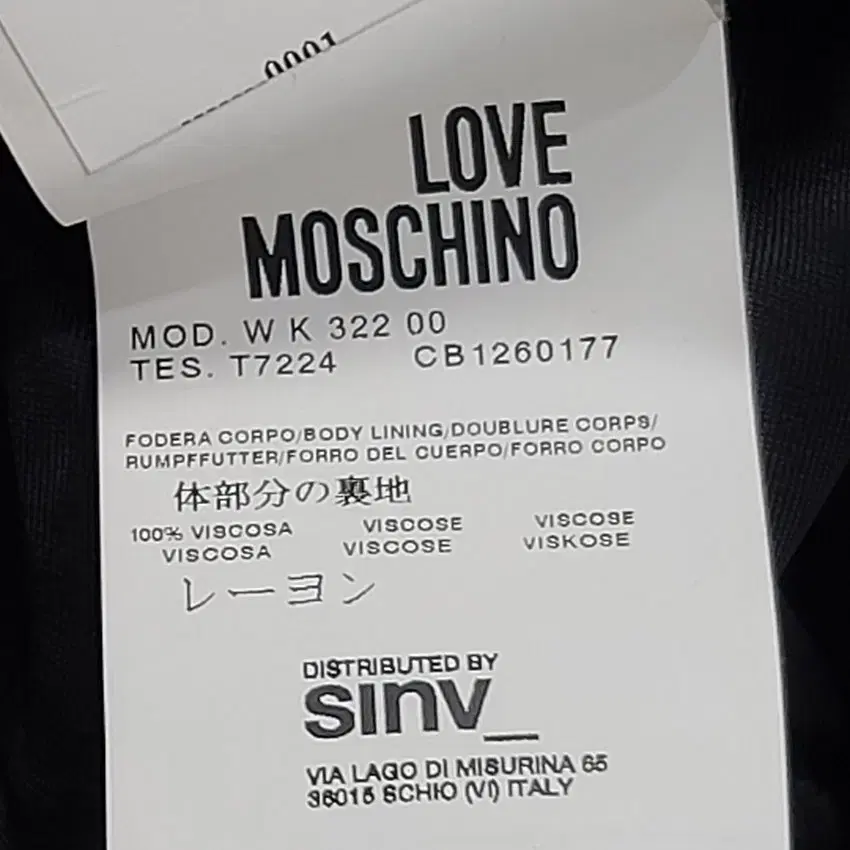 0001
LOVE
MOSCHINO
MOD. W K 322 00
TES. T7224 CB1260177
FODERA CORPO/BODY LINING/DOUBLURE CORPS/
RUMPFFUTTER/FORRO DEL CUERPO/FORRO CORPO
体部分の裏地
100% VISCOSA VISCOSE VISCOSE
VISCOSA VISCOSE VISKOSE
レーヨン
DISTRIBUTED BY
sinv_
VIA LAGO DI MISURINA 65
36015 SCHIO (VI) ITALY